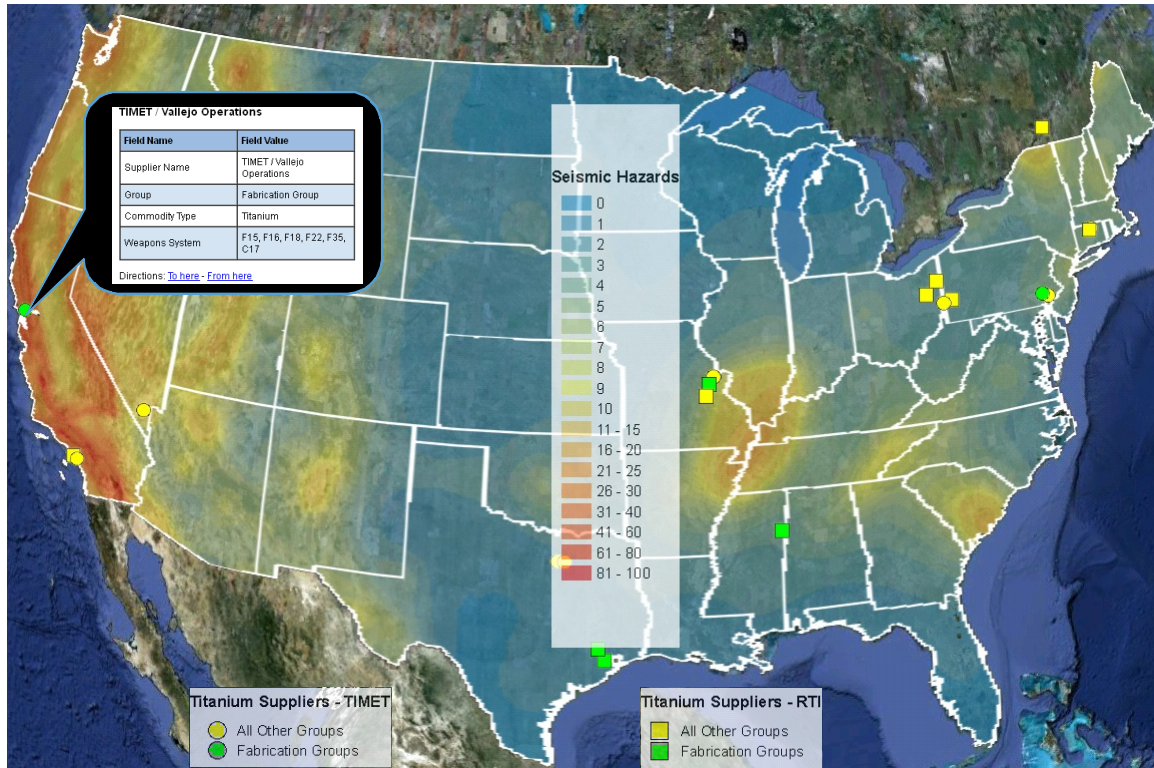 TIMET / Vallejo Operations
Field Name Field Value
Supplier Name TIMET / Vallejo
Operations
Group Fabrication Group
Commodity Type Titanium
Weapons System F15, F16, F18, F22, F35,
C17
Directions: To here - From here
Seismic Hazards
0
1
2
3
4
5
6
7
8
9
10
11 - 15
16 - 20
21 - 25
26 - 30
31 - 40
41 - 60
61 - 80
81 - 100
Titanium Suppliers - TIMET
All Other Groups
Fabrication Groups
Titanium Suppliers - RTI
All Other Groups
Fabrication Groups